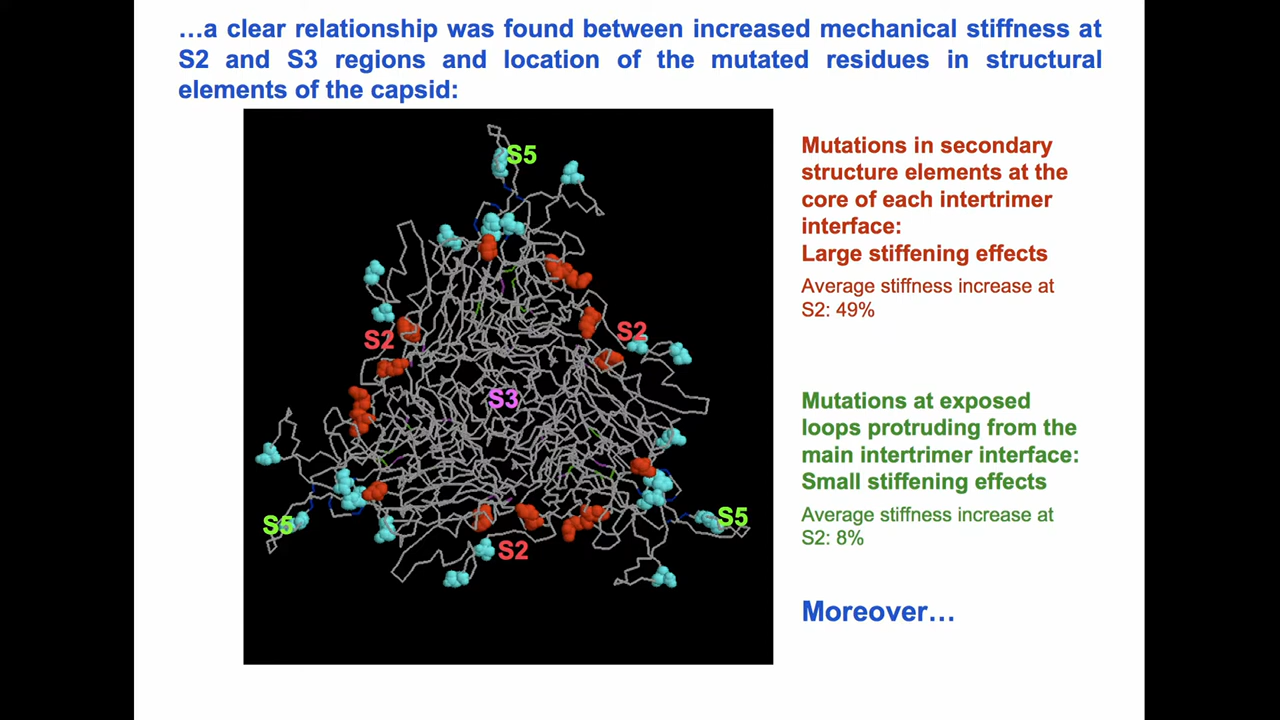 …a clear relationship was found between increased mechanical stiffness at
S2 and S3 regions and location of the mutated residues in structural
elements of the capsid:
S5
S2
S2
S3
S5
S5
S2
Mutations in secondary
structure elements at the
core of each intertrimer
interface:
Large stiffening effects
Average stiffness increase at
S2: 49%
Mutations at exposed
loops protruding from the
main intertrimer interface:
Small stiffening effects
Average stiffness increase at
S2: 8%
Moreover…